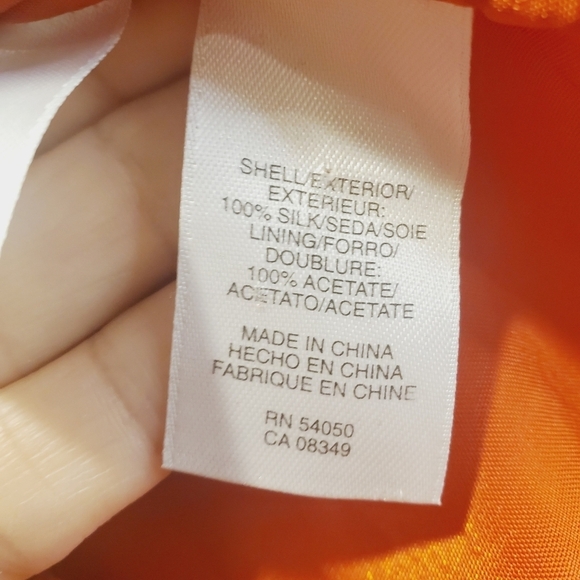 SHELL/EXTERIOR/
EXTERIEUR:
100% SILK/SEDA/SOIE
LINING/FORRO/
DOUBLURE:
100% ACETATE/
ACETATO/ACETATE
MADE IN CHINA
HECHO EN CHINA
FABRIQUE EN CHINE
RN 54050
CA 08349